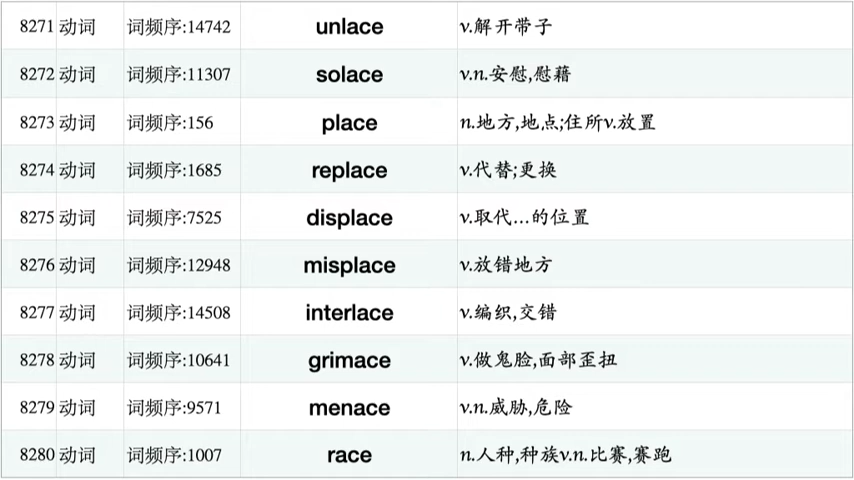 8271 动词 词频序:14742 unlace v.解开带子
8272 动词 词频序:11307 solace v.n.安慰,慰藉
8273 动词 词频序:156 place n.地方,地点;住所v.放置
8274 动词 词频序:1685 replace v.代替;更换
8275 动词 词频序:7525 displace v.取代…的位置
8276 动词 词频序:12948 misplace v.放错地方
8277 动词 词频序:14508 interlace v.编织,交错
8278 动词 词频序:10641 grimace v.做鬼脸,面部歪扭
8279 动词 词频序:9571 menace v.n.威胁,危险
8280 动词 词频序:1007 race n.人种,种族v.n.比赛,赛跑